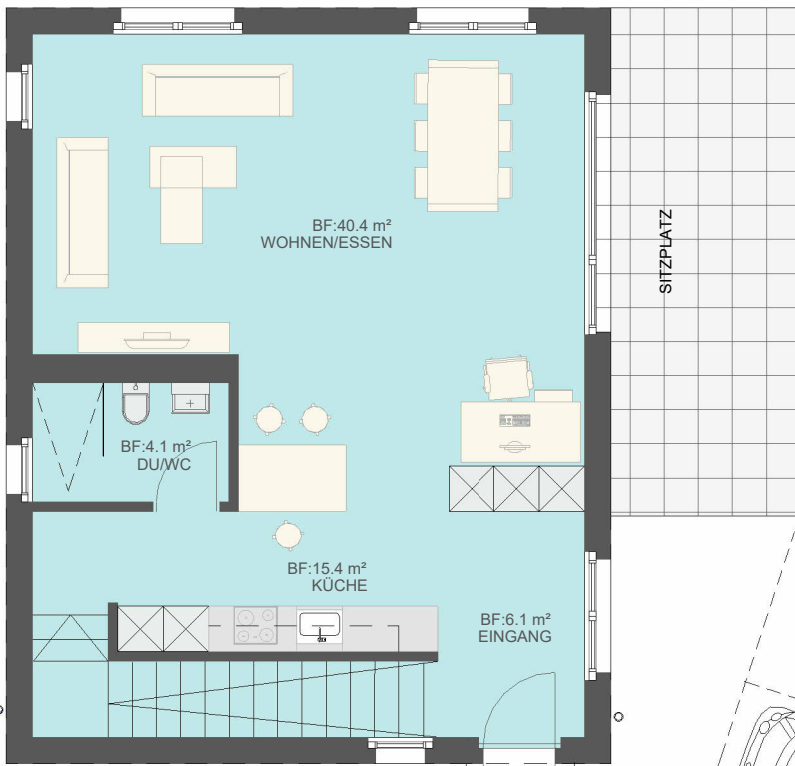 BF:40.4 m²
WOHNEN/ESSEN
SITZPLATZ
BF:4.1 m²
DU/WC
BF:15.4 m²
KÜCHE
BF:6.1 m²
EINGANG